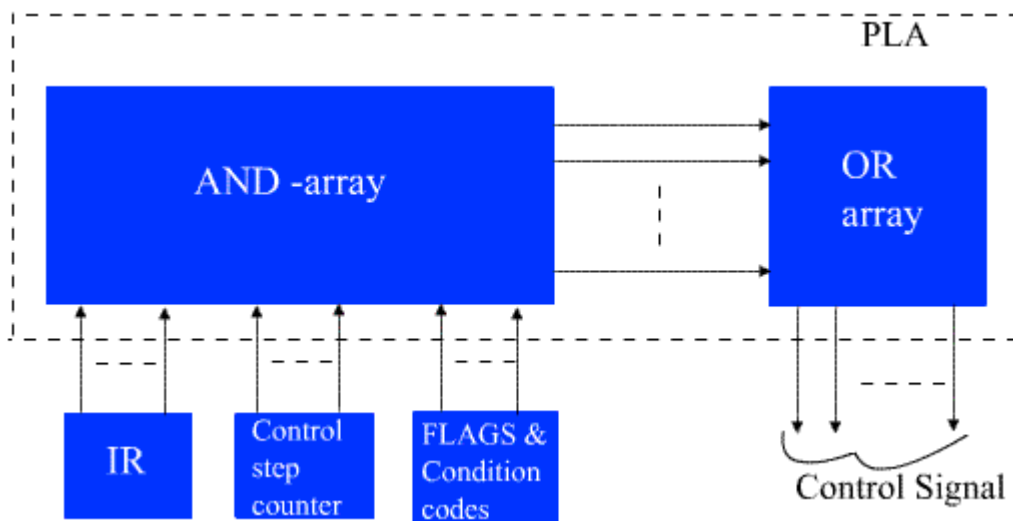 PLA
AND -array
OR
array
IR
Control
step
counter
FLAGS &
Condition
codes
Control Signal